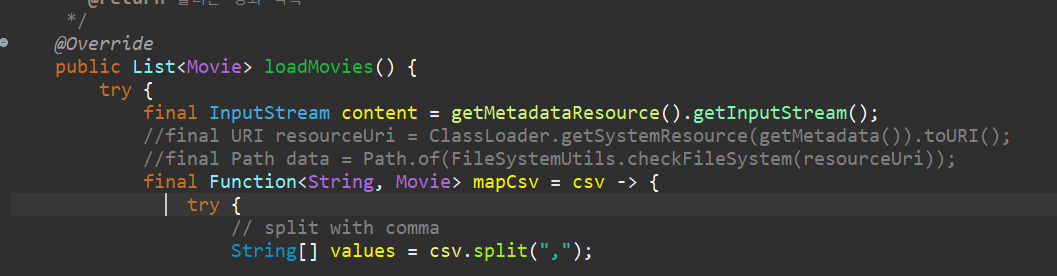 @return
*/
@Override
public List<Movie> loadMovies() {
try {
final InputStream content = getMetadataResource().getInputStream();
//final URI resourceUri = ClassLoader.getSystemResource(getMetadata()).toURI();
//final Path data = Path.of(FileSystemUtils.checkFileSystem(resourceUri));
final Function<String, Movie> mapCsv = csv -> {
try {
// split with comma
String[] values = csv.split(",");